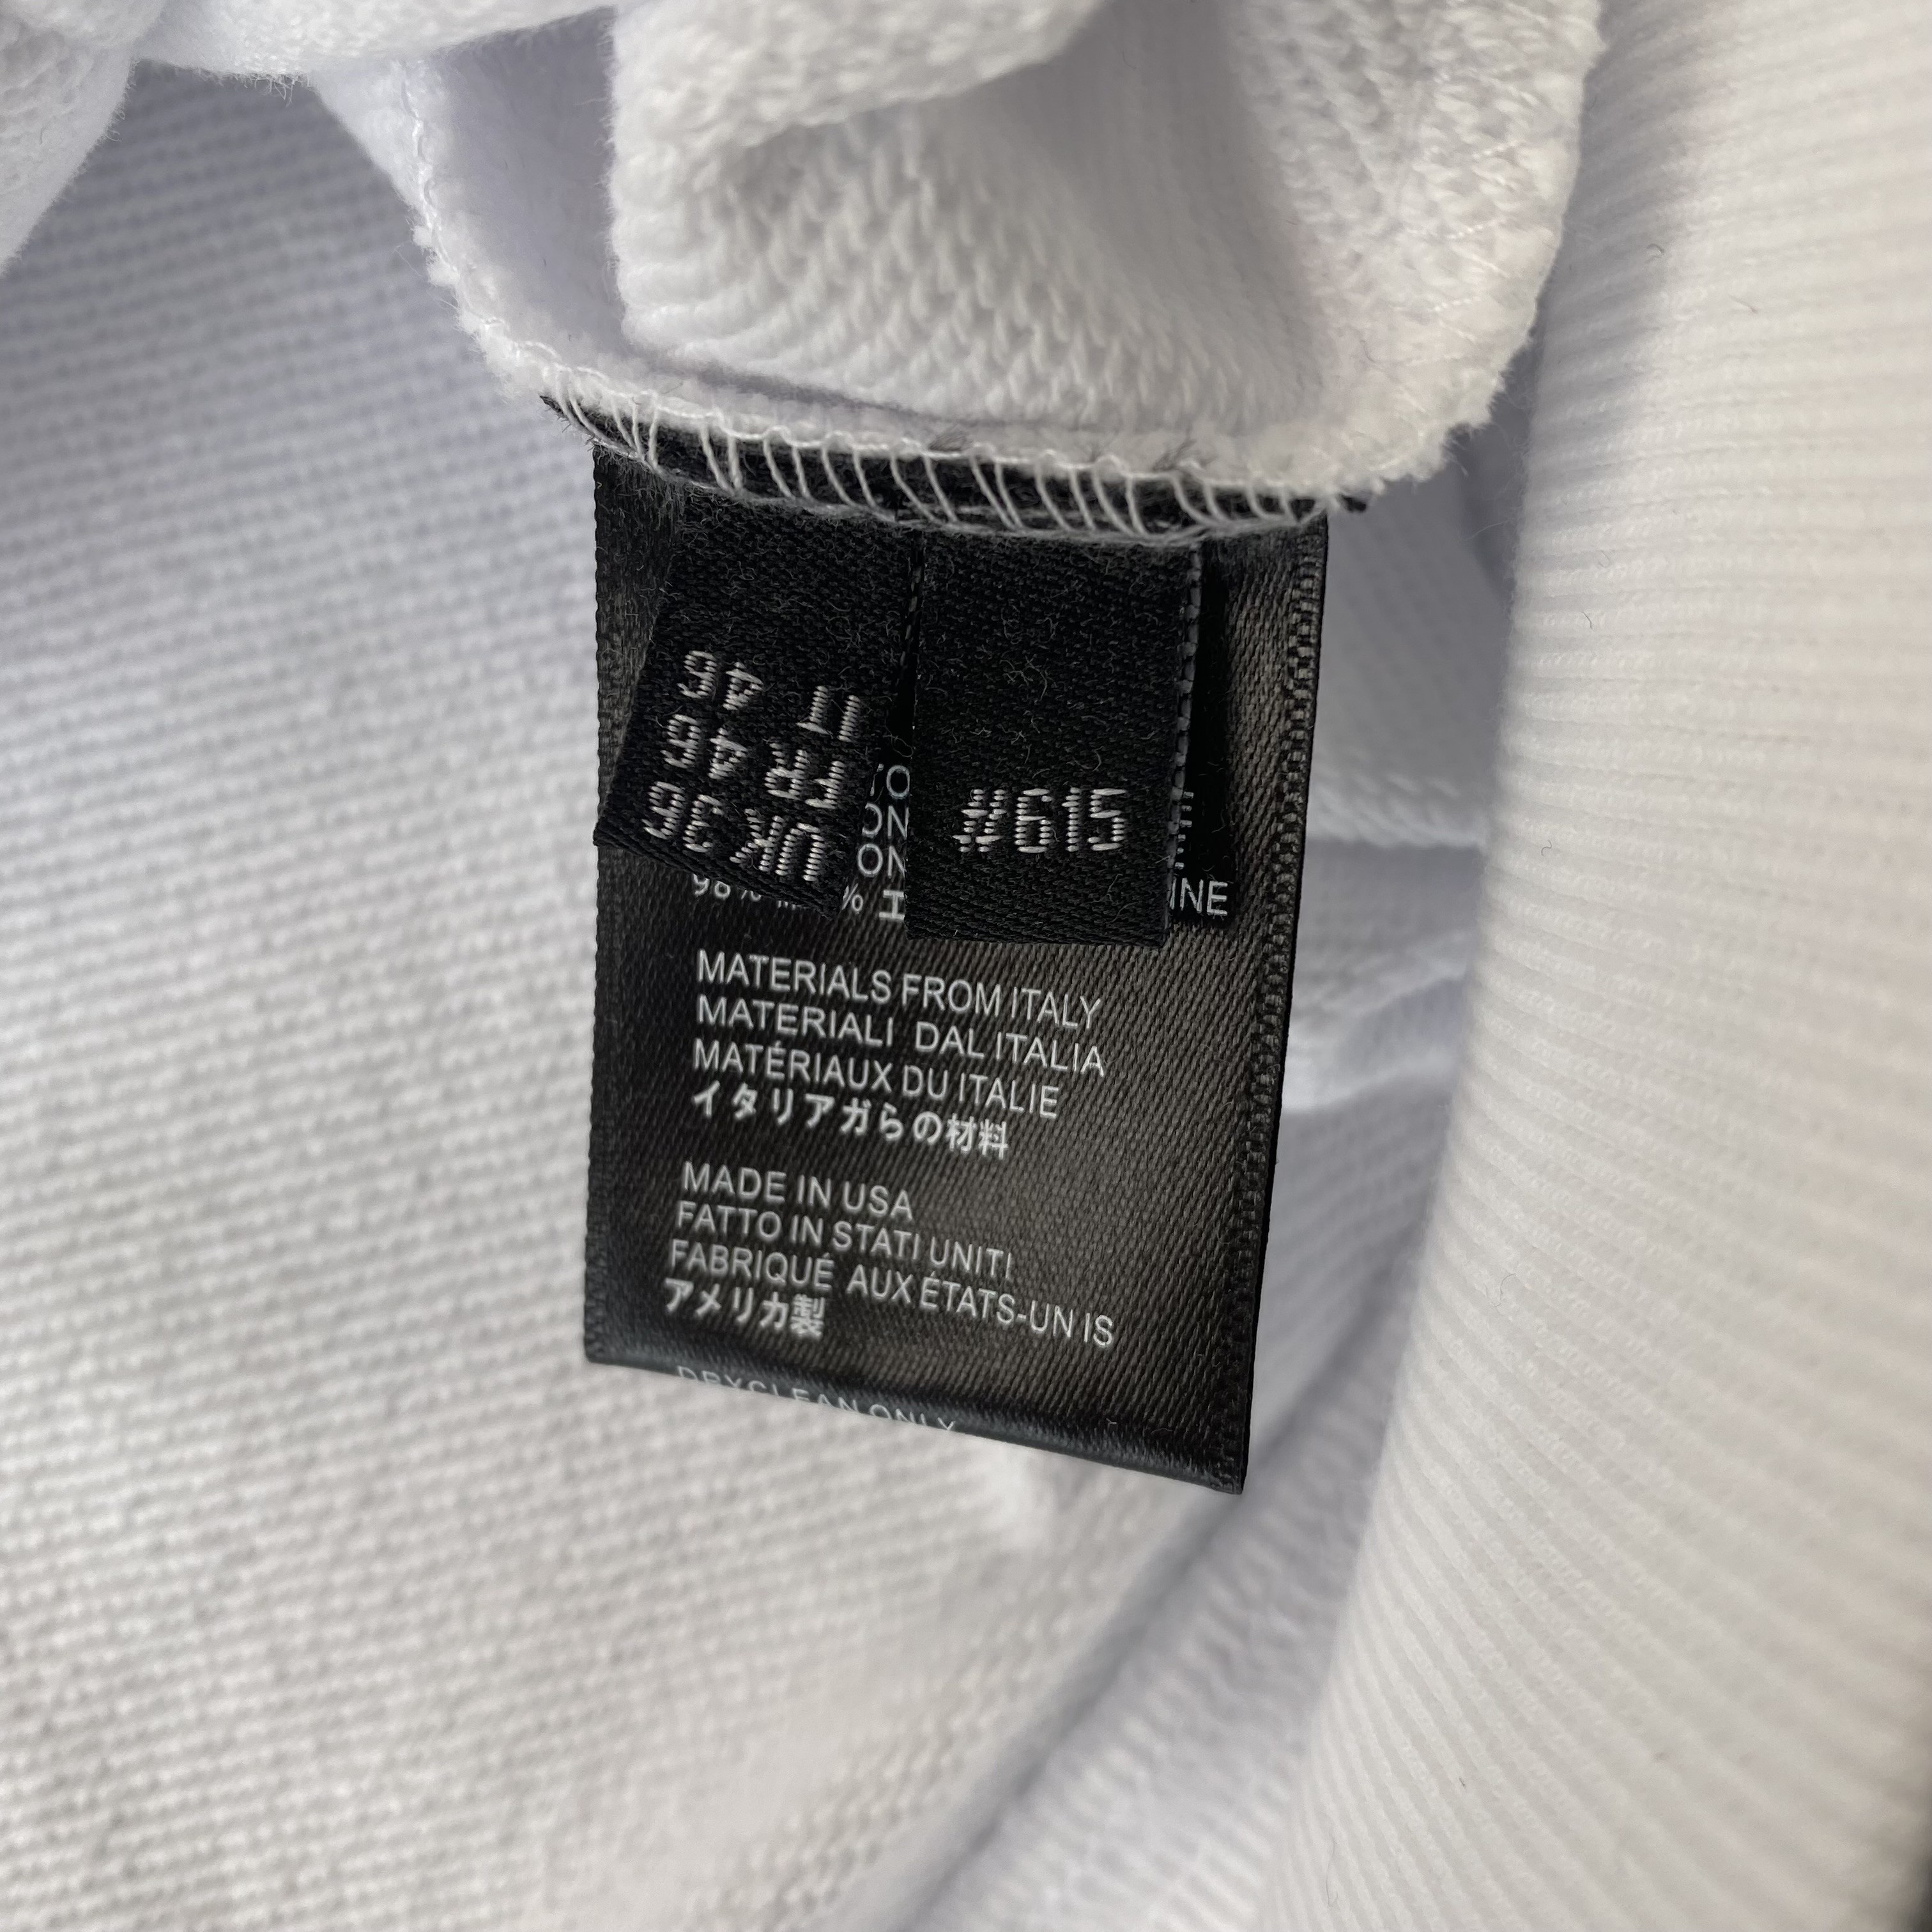 IT 46
FR 46
UK 36
#615
MATERIALS FROM ITALY
MATERIALI DAL ITALIA
MATÉRIAUX DU ITALIE
イタリアガらの材料
MADE IN USA
FATTO IN STATI UNITI
FABRIQUÉ AUX ÉTATS-UN IS
アメリカ製
DRYCLEAN ONLY